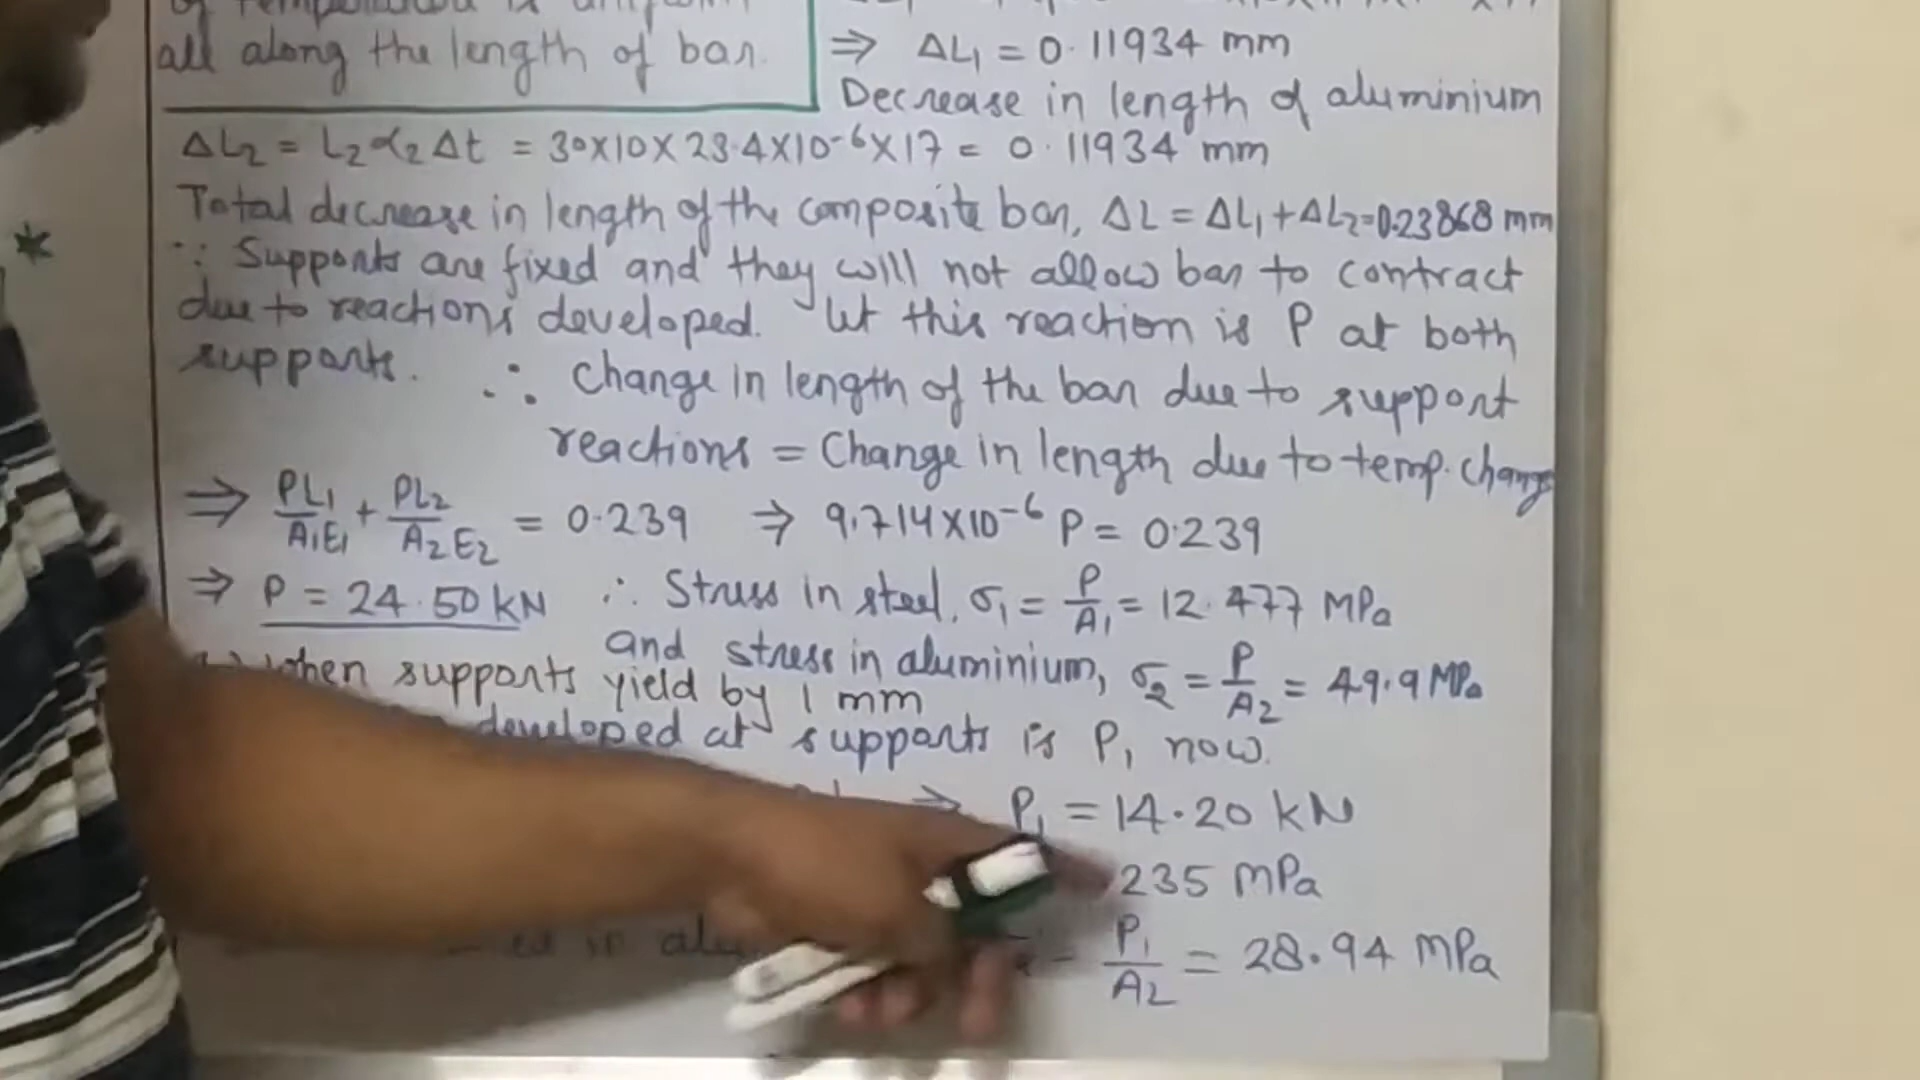 all along the length of bar.
⇒ ΔL1 = 0.11934 mm
Decrease in length of aluminium
ΔL2 = L2 α2 Δt = 30×10×23.4×10⁻⁶×17 = 0.11934 mm
Total decrease in length of the composite bar, ΔL = ΔL1 + ΔL2 = 0.23868 mm
∵ Supports are fixed and they will not allow bar to contract
due to reactions developed. Let this reaction is P at both
supports. ∴ Change in length of the bar due to support
reactions = Change in length due to temp. change
⇒ PL1/A1E1 + PL2/A2E2 = 0.239 ⇒ 9.714×10⁻⁶ P = 0.239
⇒ P = 24.50 kN ∴ Stress in steel, σ1 = P/A1 = 12.477 MPa
and stress in aluminium, σ2 = P/A2 = 49.9 MPa
when supports yield by 1 mm
developed at supports is P1 now.
⇒ P1 = 14.20 kN
235 MPa
in
P1/A2 = 28.94 MPa